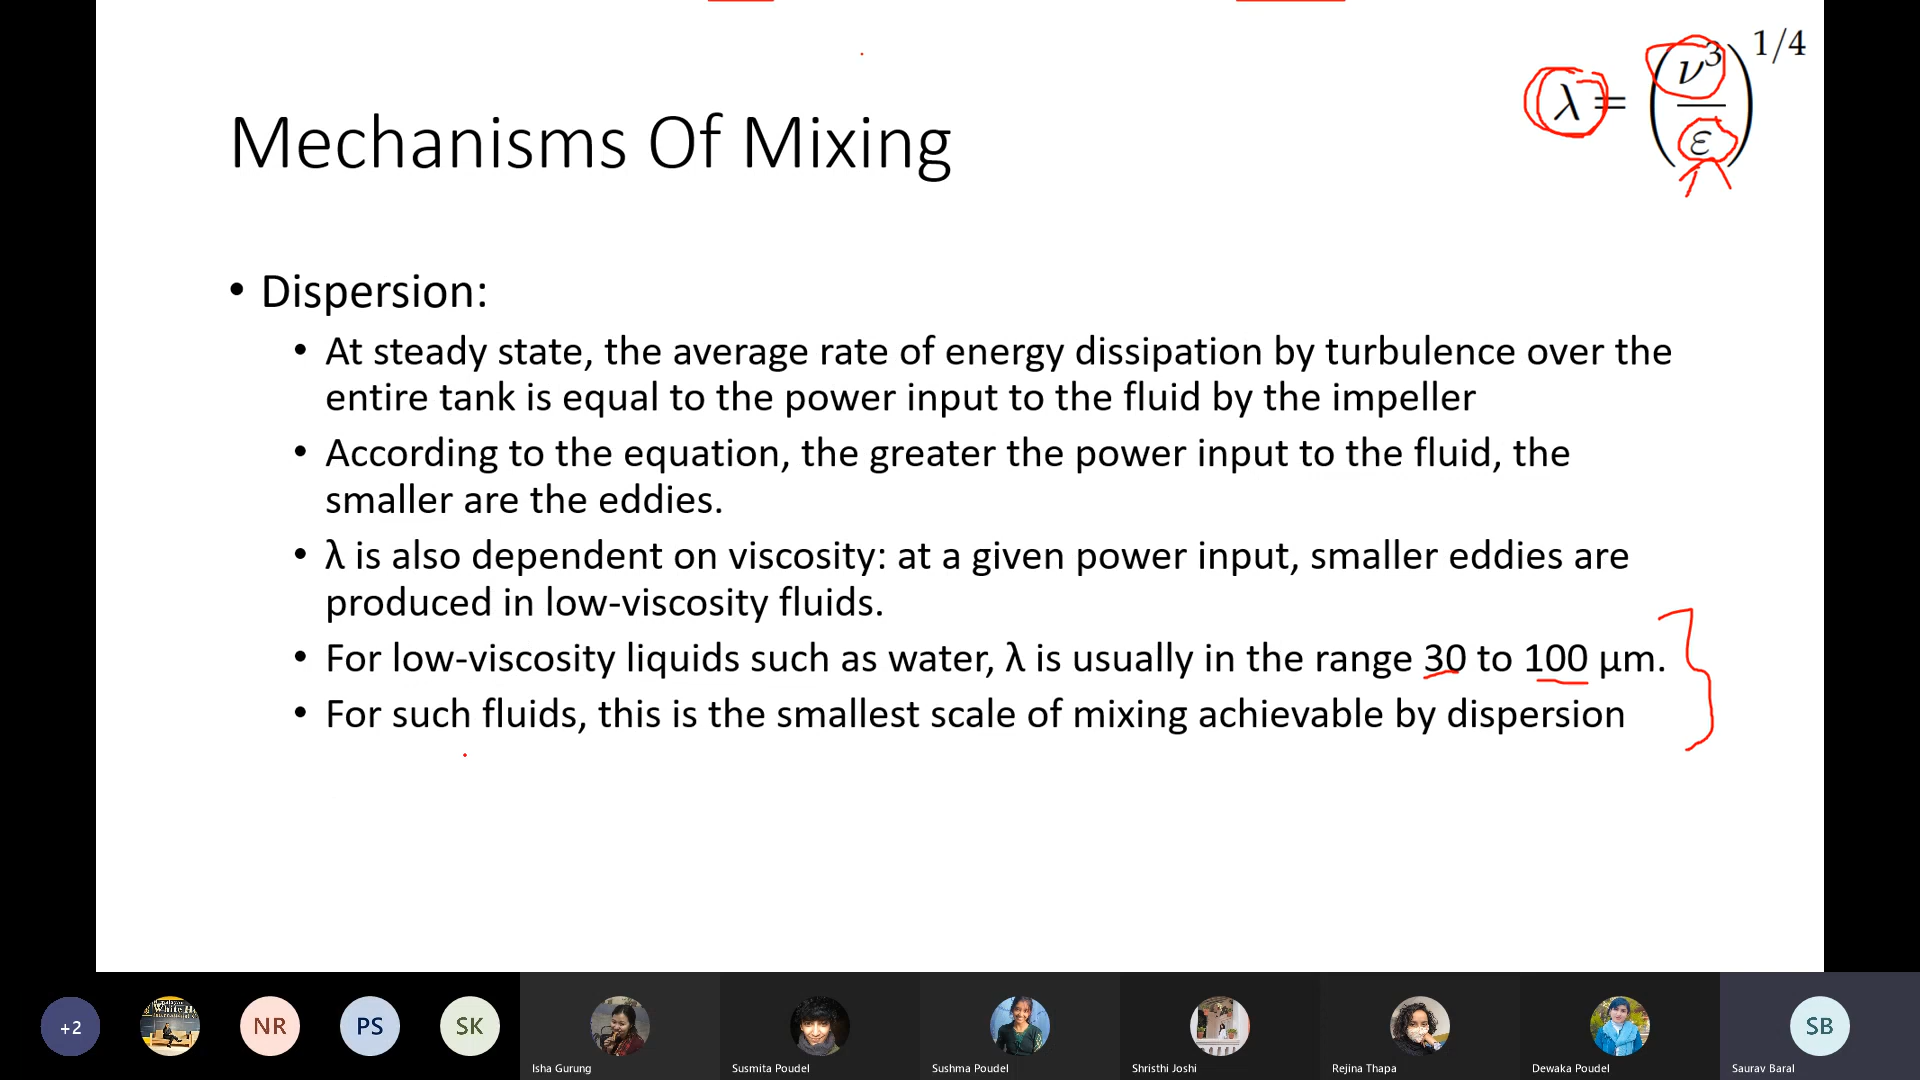 λ = (ν³/ε)^1/4
Mechanisms Of Mixing
• Dispersion:
• At steady state, the average rate of energy dissipation by turbulence over the
entire tank is equal to the power input to the fluid by the impeller
• According to the equation, the greater the power input to the fluid, the
smaller are the eddies.
• λ is also dependent on viscosity: at a given power input, smaller eddies are
produced in low-viscosity fluids.
• For low-viscosity liquids such as water, λ is usually in the range 30 to 100 μm.
• For such fluids, this is the smallest scale of mixing achievable by dispersion
+2
White H
NR
PS
SK
SB
Isha Gurung
Susmita Poudel
Sushma Poudel
Shristhi Joshi
Rejina Thapa
Dewaka Poudel
Saurav Baral